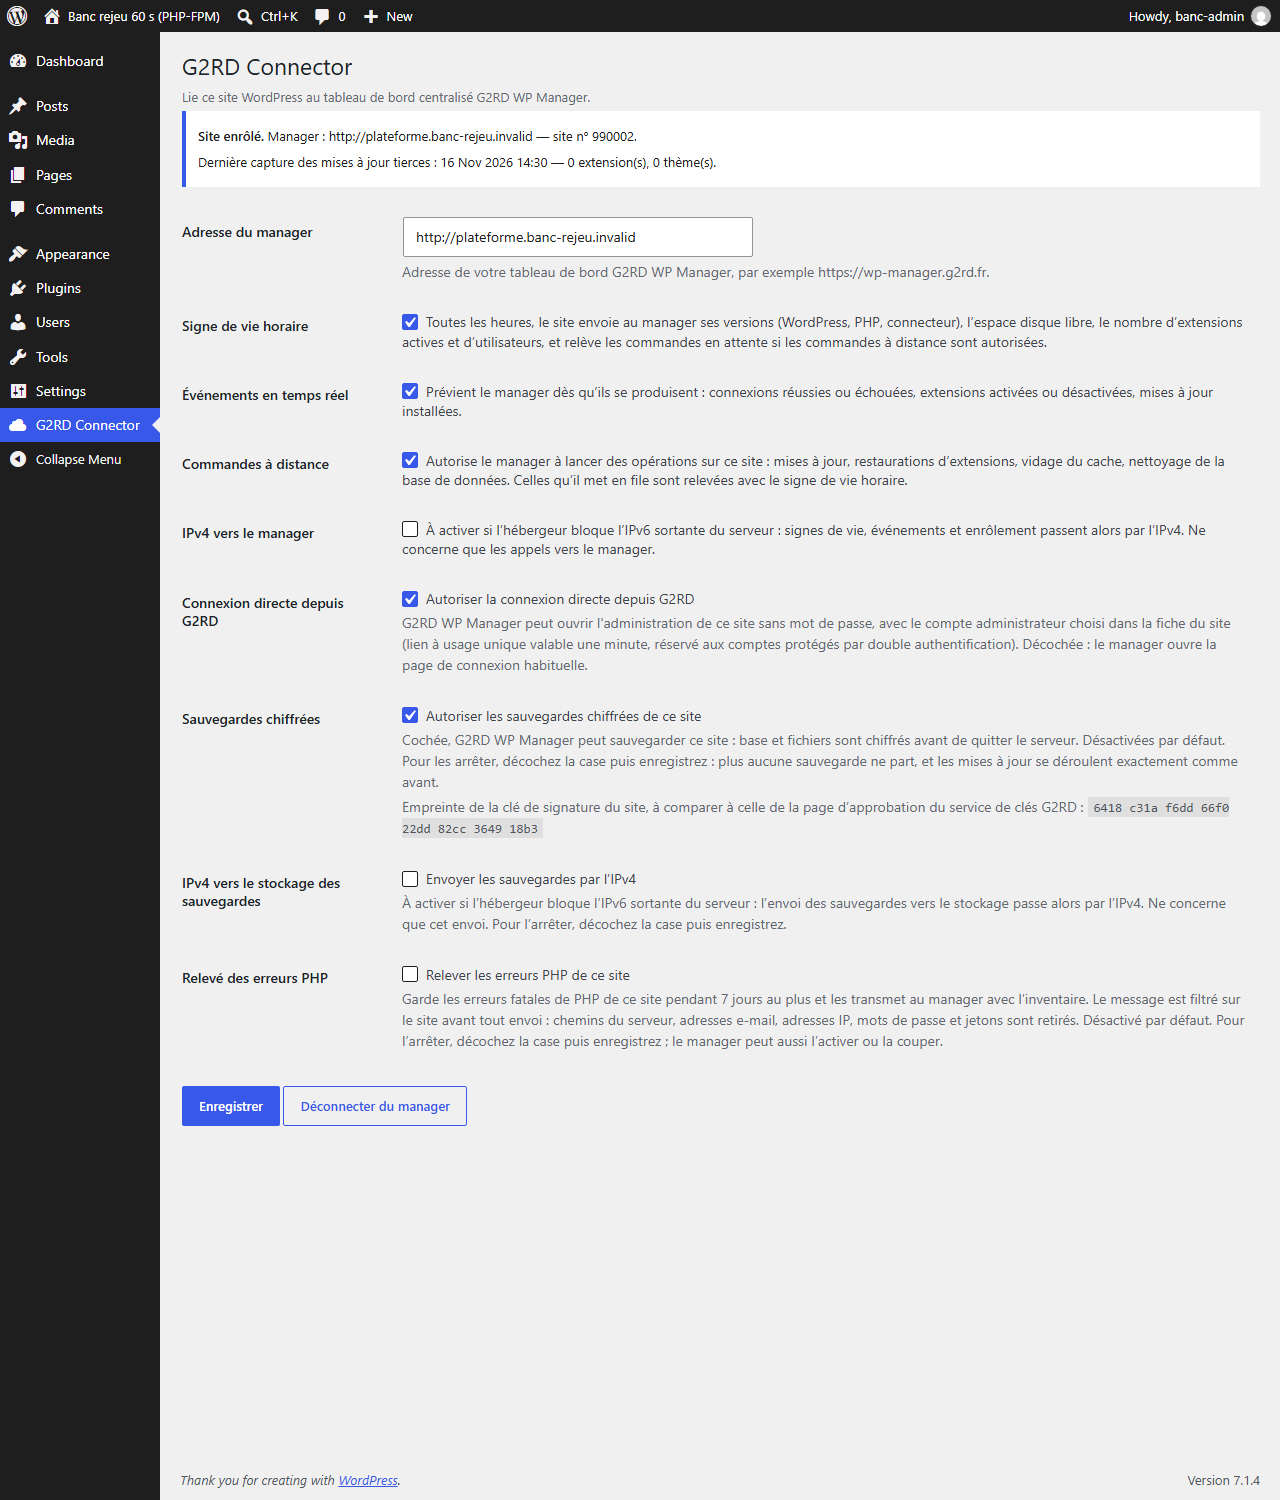 Banc rejeu 60 s (PHP-FPM)
Ctrl+K
0
New
Howdy, banc-admin
Dashboard
Posts
Media
Pages
Comments
Appearance
Plugins
Users
Tools
Settings
G2RD Connector
Collapse Menu
G2RD Connector
Lie ce site WordPress au tableau de bord centralisé G2RD WP Manager.
Site enrôlé. Manager : http://plateforme.banc-rejeu.invalid — site n° 990002.
Dernière capture des mises à jour tierces : 16 Nov 2026 14:30 — 0 extension(s), 0 thème(s).
Adresse du manager
http://plateforme.banc-rejeu.invalid
Adresse de votre tableau de bord G2RD WP Manager, par exemple https://wp-manager.g2rd.fr.
Signe de vie horaire
Toutes les heures, le site envoie au manager ses versions (WordPress, PHP, connecteur), l’espace disque libre, le nombre d’extensions
actives et d’utilisateurs, et relève les commandes en attente si les commandes à distance sont autorisées.
Événements en temps réel
Prévient le manager dès qu’ils se produisent : connexions réussies ou échouées, extensions activées ou désactivées, mises à jour
installées.
Commandes à distance
Autorise le manager à lancer des opérations sur ce site : mises à jour, restaurations d’extensions, vidage du cache, nettoyage de la
base de données. Celles qu’il met en file sont relevées avec le signe de vie horaire.
IPv4 vers le manager
À activer si l’hébergeur bloque l’IPv6 sortante du serveur : signes de vie, événements et enrôlement passent alors par l’IPv4. Ne
concerne que les appels vers le manager.
Connexion directe depuis
G2RD
Autoriser la connexion directe depuis G2RD
G2RD WP Manager peut ouvrir l’administration de ce site sans mot de passe, avec le compte administrateur choisi dans la fiche du site
(lien à usage unique valable une minute, réservé aux comptes protégés par double authentification). Décochée : le manager ouvre la
page de connexion habituelle.
Sauvegardes chiffrées
Autoriser les sauvegardes chiffrées de ce site
Cochée, G2RD WP Manager peut sauvegarder ce site : base et fichiers sont chiffrés avant de quitter le serveur. Désactivées par défaut.
Pour les arrêter, décochez la case puis enregistrez : plus aucune sauvegarde ne part, et les mises à jour se déroulent exactement comme
avant.
Empreinte de la clé de signature du site, à comparer à celle de la page d’approbation du service de clés G2RD : 6418 c31a f6dd 66f0
22dd 82cc 3649 18b3
IPv4 vers le stockage des
sauvegardes
Envoyer les sauvegardes par l’IPv4
À activer si l’hébergeur bloque l’IPv6 sortante du serveur : l’envoi des sauvegardes vers le stockage passe alors par l’IPv4. Ne concerne
que cet envoi. Pour l’arrêter, décochez la case puis enregistrez.
Relevé des erreurs PHP
Relever les erreurs PHP de ce site
Garde les erreurs fatales de PHP de ce site pendant 7 jours au plus et les transmet au manager avec l’inventaire. Le message est filtré sur
le site avant tout envoi : chemins du serveur, adresses e-mail, adresses IP, mots de passe et jetons sont retirés. Désactivé par défaut. Pour
l’arrêter, décochez la case puis enregistrez ; le manager peut aussi l’activer ou la couper.
Enregistrer
Déconnecter du manager
Thank you for creating with WordPress.
Version 7.1.4